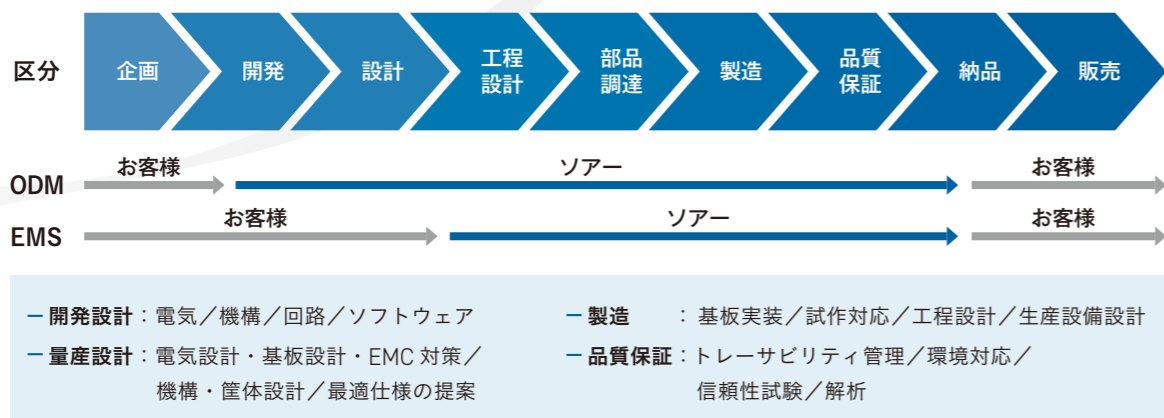 区分
企画
開発
設計
工程
設計
部品
調達
製造
品質
保証
納品
販売
ODM
お客様
ソアー
お客様
EMS
お客様
ソアー
お客様
ー 開発設計：電気／機構／回路／ソフトウェア
ー 量産設計：電気設計・基板設計・EMC 対策／
機構・筐体設計／最適仕様の提案
ー 製造　　：基板実装／試作対応／工程設計／生産設備設計
ー 品質保証：トレーサビリティ管理／環境対応／
信頼性試験／解析